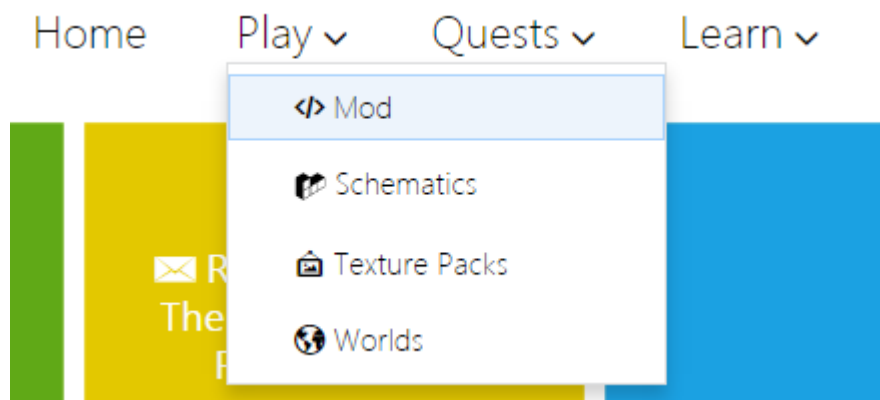 Home Play Quests Learn
Mod
Schematics
Texture Packs
Worlds
The